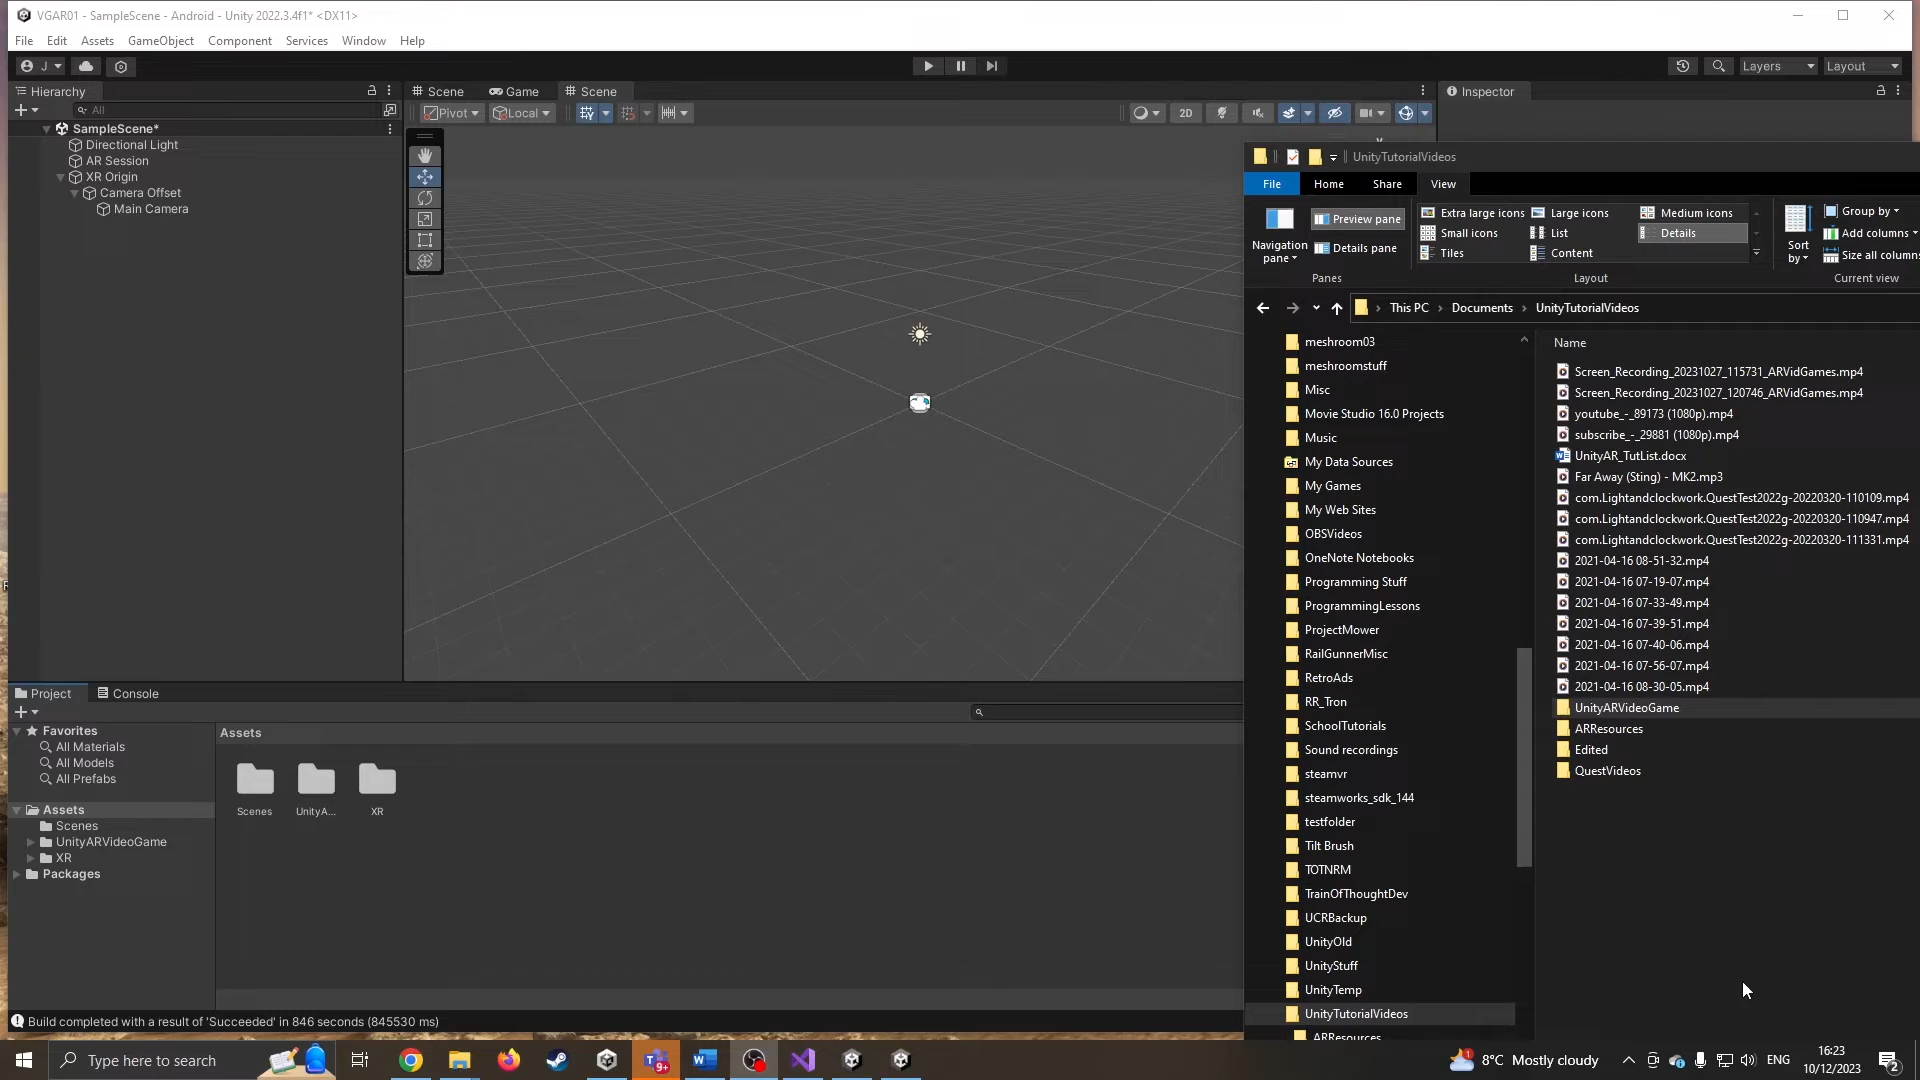 VGAR01 - SampleScene - Android - Unity 2022.3.4f1* <DX11>
File Edit Assets GameObject Component Services Window Help
J
Layers Layout
Hierarchy
All
SampleScene*
Directional Light
AR Session
XR Origin
Camera Offset
Main Camera
Scene Game Scene
Pivot Local
2D
Inspector
UnityTutorialVideos
File Home Share View
Navigation pane
Preview pane
Details pane
Panes
Extra large icons Large icons Medium icons
Small icons List Details
Tiles Content
Layout
Sort by
Group by
Add columns
Size all columns
Current view
This PC Documents UnityTutorialVideos
meshroom03
meshroomstuff
Misc
Movie Studio 16.0 Projects
Music
My Data Sources
My Games
My Web Sites
OBSVideos
OneNote Notebooks
Programming Stuff
ProgrammingLessons
ProjectMower
RailGunnerMisc
RetroAds
RR_Tron
SchoolTutorials
Sound recordings
steamvr
steamworks_sdk_144
testfolder
Tilt Brush
TOTNRM
TrainOfThoughtDev
UCRBackup
UnityOld
UnityStuff
UnityTemp
UnityTutorialVideos
ARResources
Name
Screen_Recording_20231027_115731_ARVidGames.mp4
Screen_Recording_20231027_120746_ARVidGames.mp4
youtube_-_89173 (1080p).mp4
subscribe_-_29881 (1080p).mp4
UnityAR_TutList.docx
Far Away (Sting) - MK2.mp3
com.Lightandclockwork.QuestTest2022g-20220320-110109.mp4
com.Lightandclockwork.QuestTest2022g-20220320-110947.mp4
com.Lightandclockwork.QuestTest2022g-20220320-111331.mp4
2021-04-16 08-51-32.mp4
2021-04-16 07-19-07.mp4
2021-04-16 07-33-49.mp4
2021-04-16 07-39-51.mp4
2021-04-16 07-40-06.mp4
2021-04-16 07-56-07.mp4
2021-04-16 08-30-05.mp4
UnityARVideoGame
ARResources
Edited
QuestVideos
Project Console
Favorites
All Materials
All Models
All Prefabs
Assets
Scenes
UnityARVideoGame
XR
Packages
Assets
Scenes UnityA... XR
Build completed with a result of 'Succeeded' in 846 seconds (845530 ms)
Type here to search
9+
1
8°C Mostly cloudy
ENG
16:23
10/12/2023
2